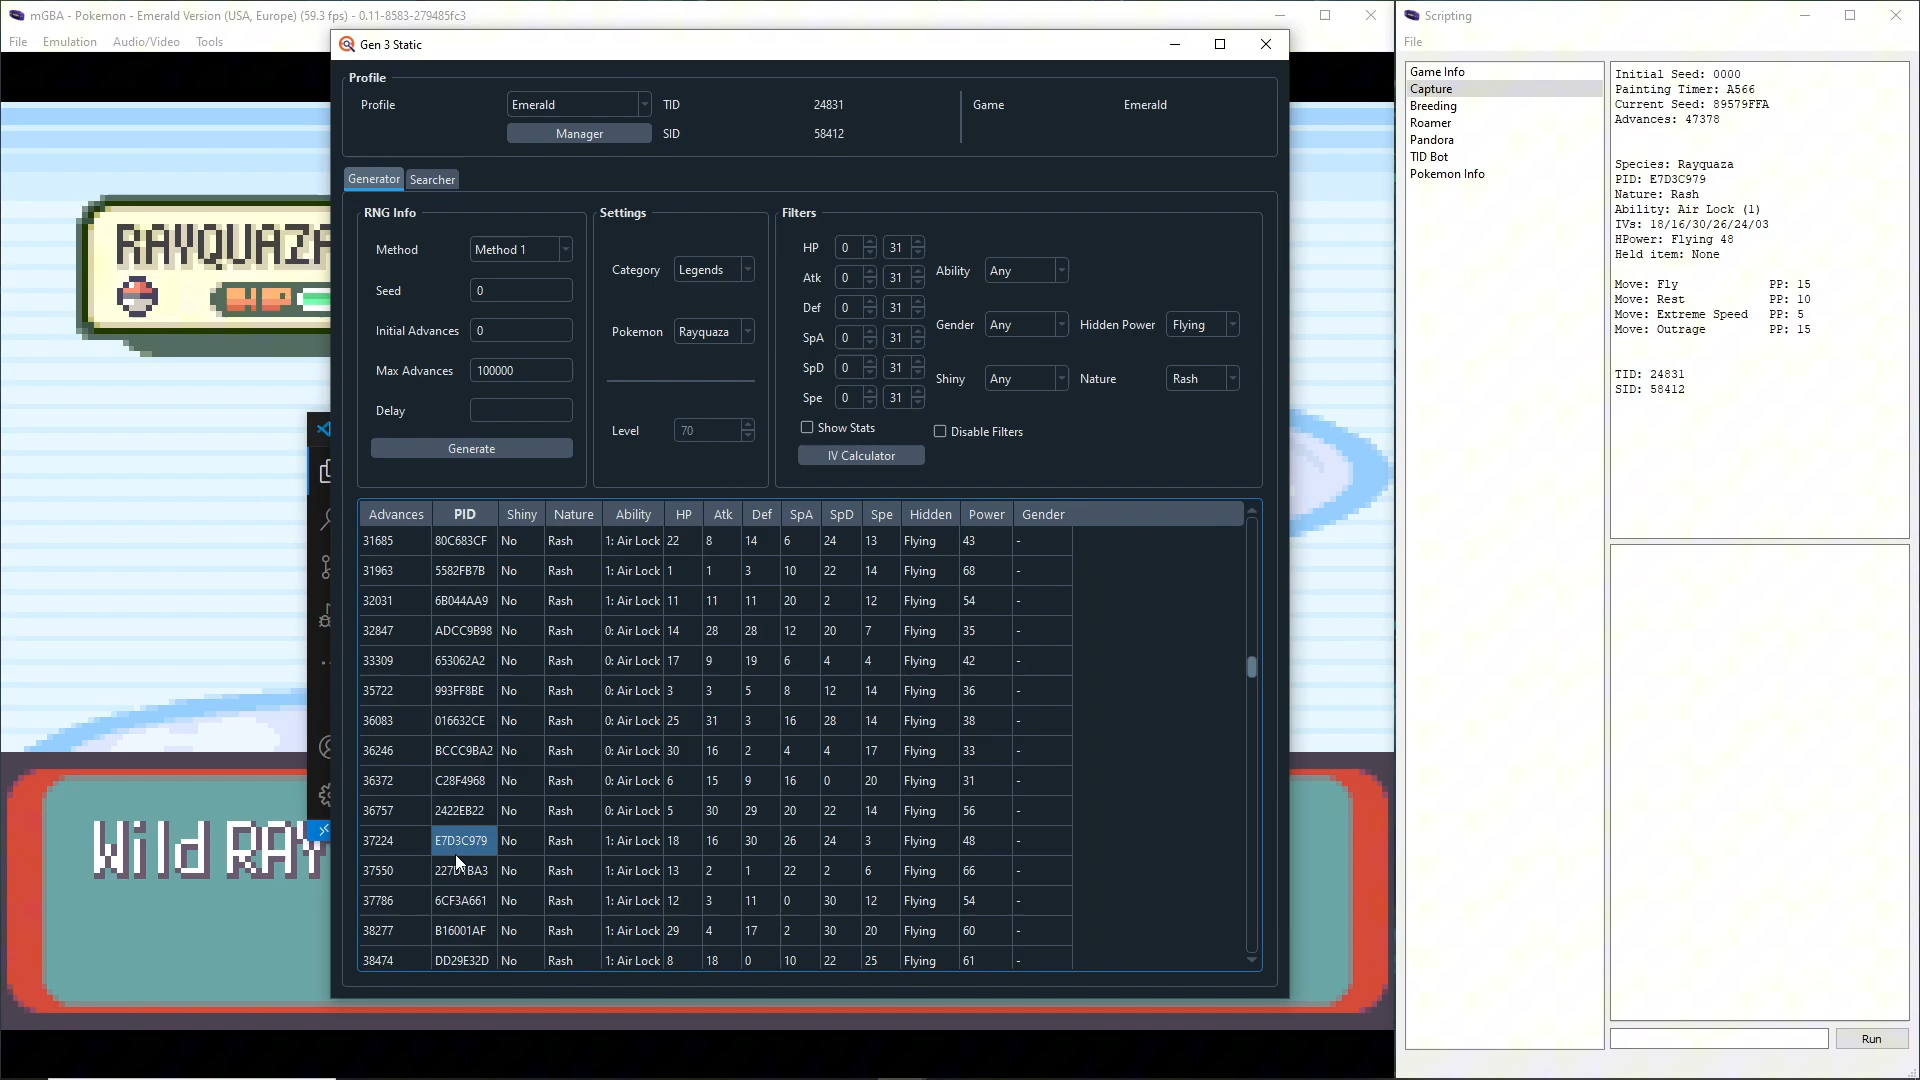 mGBA - Pokemon - Emerald Version (USA, Europe) (59.3 fps) - 0.11-8583-279485fc3
File Emulation Audio/Video Tools
RAYQUAZA
HP
Wild RAY
Gen 3 Static
Profile
Profile Emerald TID 24831 Game Emerald
Manager SID 58412
Generator Searcher
RNG Info
Method Method 1
Seed 0
Initial Advances 0
Max Advances 100000
Delay
Generate
Settings
Category Legends
Pokemon Rayquaza
Level 70
Filters
HP 0 31
Atk 0 31
Def 0 31
SpA 0 31
SpD 0 31
Spe 0 31
Ability Any
Gender Any Hidden Power Flying
Shiny Any Nature Rash
Show Stats Disable Filters
IV Calculator
Advances PID Shiny Nature Ability HP Atk Def SpA SpD Spe Hidden Power Gender
31685 80C683CF No Rash 1: Air Lock 22 8 14 6 24 13 Flying 43 -
31963 5582FB7B No Rash 1: Air Lock 1 1 3 10 22 14 Flying 68 -
32031 6B044AA9 No Rash 1: Air Lock 11 11 11 20 2 12 Flying 54 -
32847 ADCC9B98 No Rash 0: Air Lock 14 28 28 12 20 7 Flying 35 -
33309 653062A2 No Rash 0: Air Lock 17 9 19 6 4 4 Flying 42 -
35722 993FF8BE No Rash 0: Air Lock 3 3 5 8 12 14 Flying 36 -
36083 016632CE No Rash 0: Air Lock 25 31 3 16 28 14 Flying 38 -
36246 BCCC9BA2 No Rash 0: Air Lock 30 16 2 4 4 17 Flying 33 -
36372 C28F4968 No Rash 0: Air Lock 6 15 9 16 0 20 Flying 31 -
36757 2422EB22 No Rash 0: Air Lock 5 30 29 20 22 14 Flying 56 -
37224 E7D3C979 No Rash 1: Air Lock 18 16 30 26 24 3 Flying 48 -
37550 No Rash 1: Air Lock 13 2 1 22 2 6 Flying 66 -
37786 6CF3A661 No Rash 1: Air Lock 12 3 11 0 30 12 Flying 54 -
38277 B16001AF No Rash 1: Air Lock 29 4 17 2 30 20 Flying 60 -
38474 DD29E32D No Rash 1: Air Lock 8 18 0 10 22 25 Flying 61 -
Scripting
File
Game Info
Capture
Breeding
Roamer
Pandora
TID Bot
Pokemon Info
Initial Seed: 0000
Painting Timer: A566
Current Seed: 89579FFA
Advances: 47378
Species: Rayquaza
PID: E7D3C979
Nature: Rash
Ability: Air Lock (1)
IVs: 18/16/30/26/24/03
HPower: Flying 48
Held item: None
Move: Fly PP: 15
Move: Rest PP: 10
Move: Extreme Speed PP: 5
Move: Outrage PP: 15
TID: 24831
SID: 58412
Run